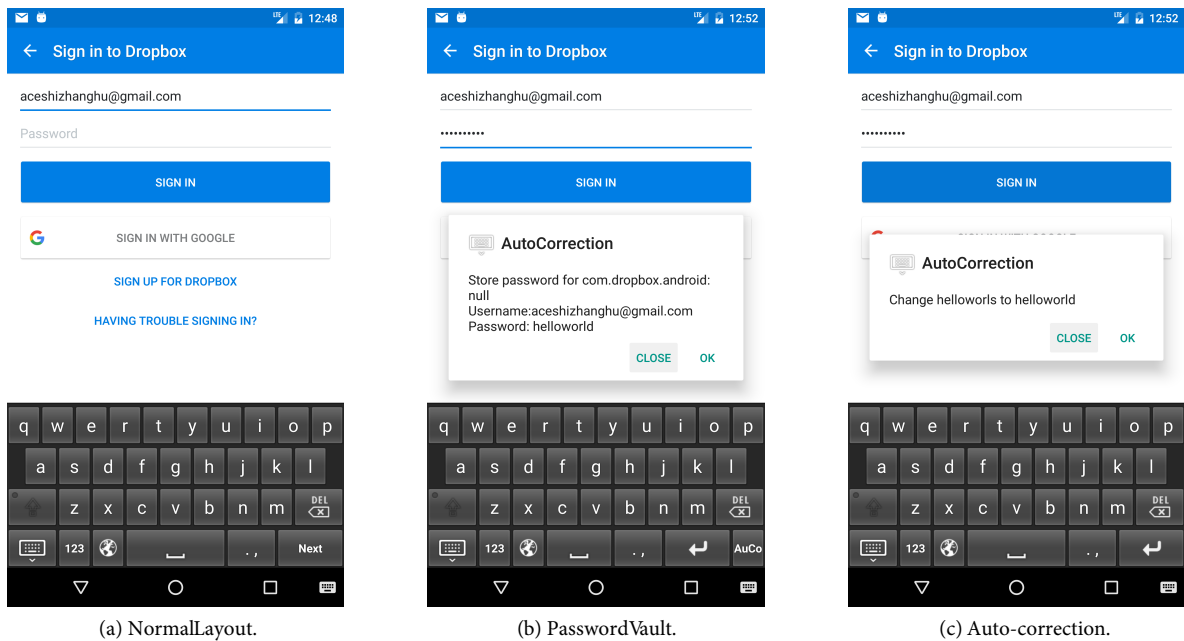 LTE 12:48
Sign in to Dropbox
aceshizhanghu@gmail.com
Password
SIGN IN
SIGN IN WITH GOOGLE
SIGN UP FOR DROPBOX
HAVING TROUBLE SIGNING IN?
q w e r t y u i o p
a s d f g h j k l
z x c v b n m DEL
123 . , Next
(a) NormalLayout.
LTE 12:52
Sign in to Dropbox
aceshizhanghu@gmail.com
••••••••••
SIGN IN
AutoCorrection
Store password for com.dropbox.android:
null
Username:aceshizhanghu@gmail.com
Password: helloworld
CLOSE OK
q w e r t y u i o p
a s d f g h j k l
z x c v b n m DEL
123 . , AuCo
(b) PasswordVault.
LTE 12:52
Sign in to Dropbox
aceshizhanghu@gmail.com
••••••••••
SIGN IN
AutoCorrection
Change helloworls to helloworld
CLOSE OK
q w e r t y u i o p
a s d f g h j k l
z x c v b n m DEL
123 . ,
(c) Auto-correction.